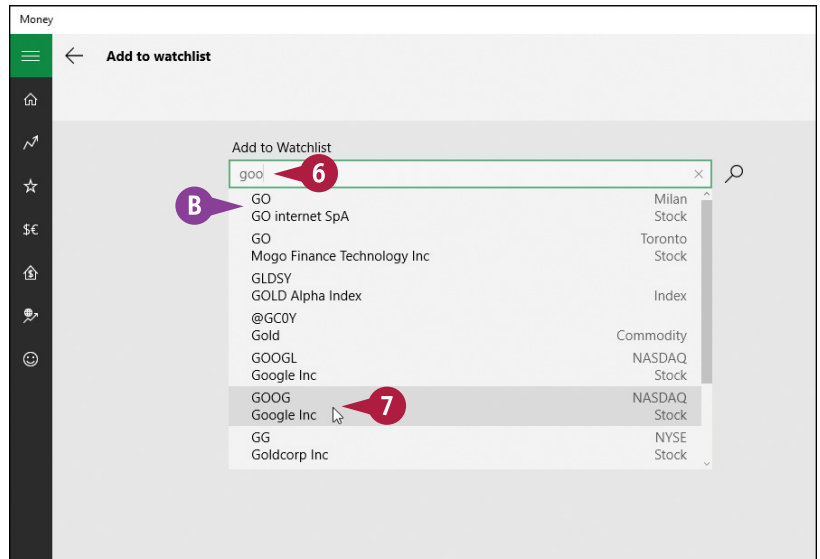 Money
Add to watchlist
Add to Watchlist
goo
6
B
GO Milan
GO internet SpA Stock
GO Toronto
Mogo Finance Technology Inc Stock
GLDSY
GOLD Alpha Index Index
@GC0Y
Gold Commodity
GOOGL NASDAQ
Google Inc Stock
GOOG NASDAQ
Google Inc Stock
7
GG NYSE
Goldcorp Inc Stock
$€